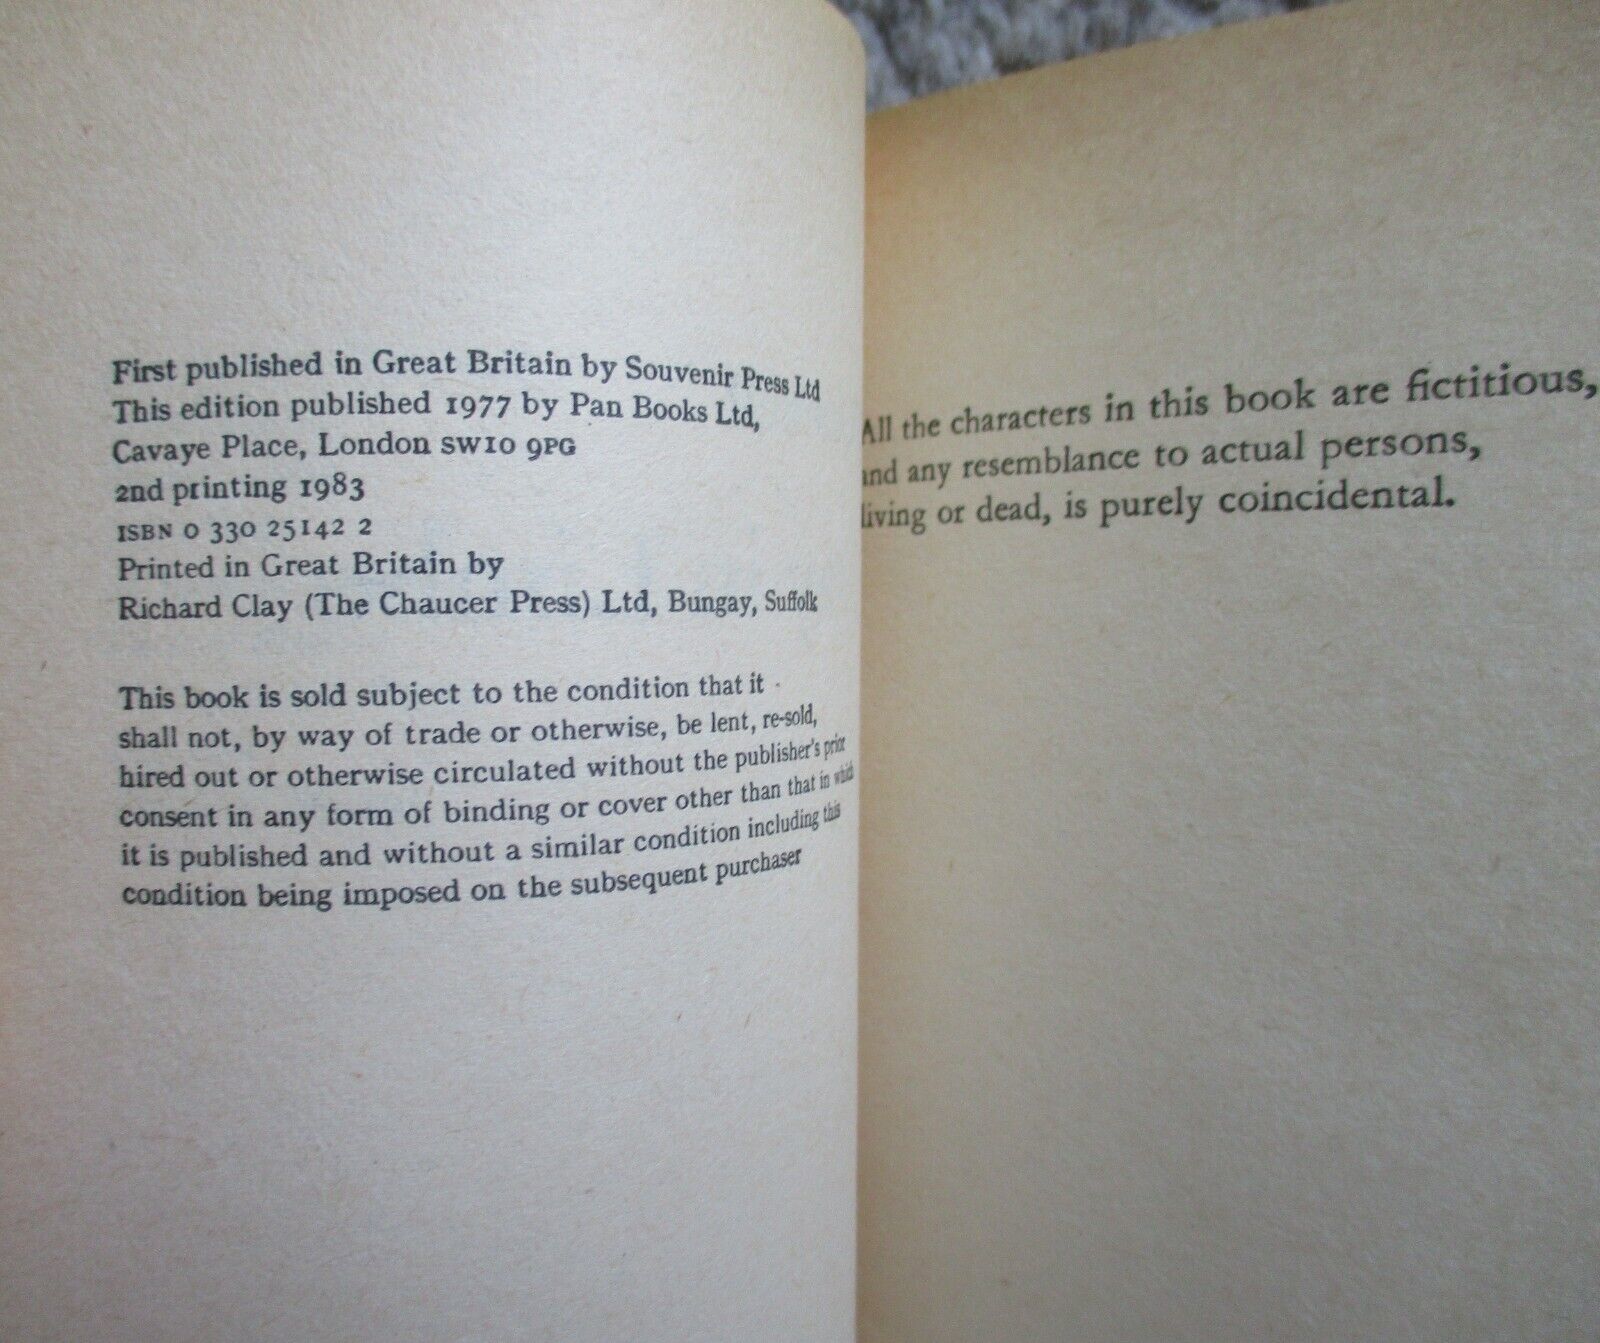 First published in Great Britain by Souvenir Press Ltd
This edition published 1977 by Pan Books Ltd,
Cavaye Place, London SW10 9PG
2nd printing 1983
ISBN 0 330 25142 2
Printed in Great Britain by
Richard Clay (The Chaucer Press) Ltd, Bungay, Suffolk
This book is sold subject to the condition that it
shall not, by way of trade or otherwise, be lent, re-sold,
hired out or otherwise circulated without the publisher's prior
consent in any form of binding or cover other than that in which
it is published and without a similar condition including this
condition being imposed on the subsequent purchaser
All the characters in this book are fictitious,
and any resemblance to actual persons,
living or dead, is purely coincidental.